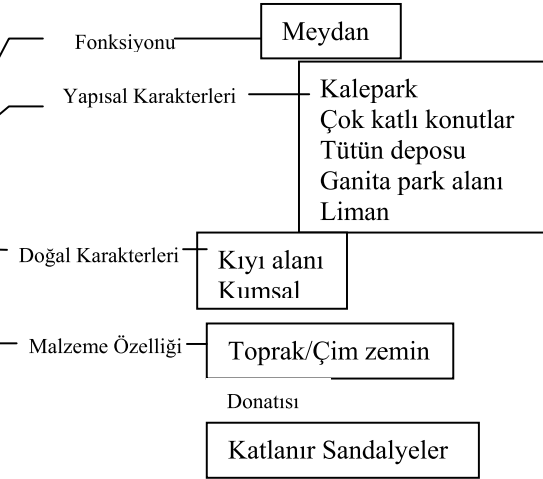 Fonksiyonu
Meydan
Yapısal Karakterleri
Kalepark
Çok katlı konutlar
Tütün deposu
Ganita park alanı
Liman
Doğal Karakterleri
Kıyı alanı
Kumsal
Malzeme Özelliği
Toprak/Çim zemin
Donatısı
Katlanır Sandalyeler